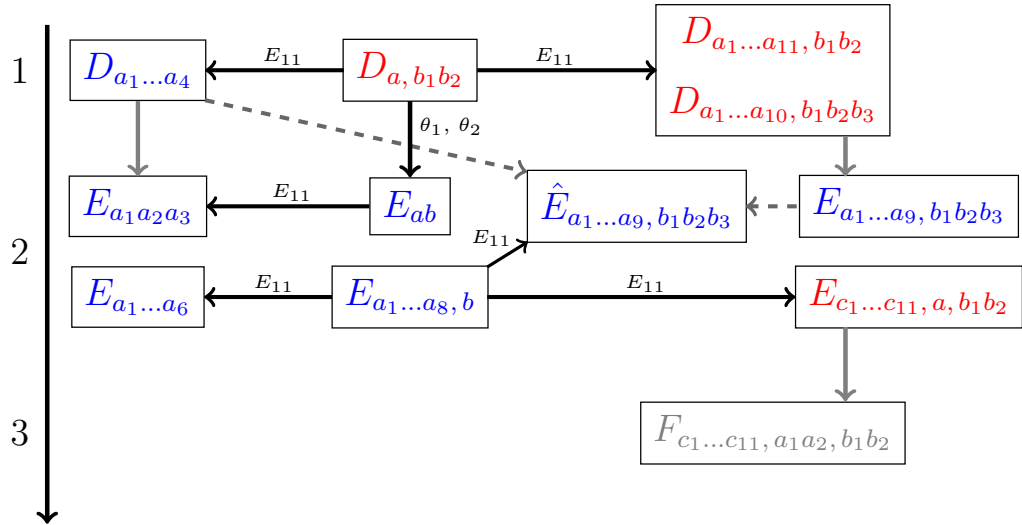 1
D_{a_1…a_4}
E_{11}
D_{a, b_1b_2}
E_{11}
D_{a_1…a_{11}, b_1b_2}
D_{a_1…a_{10}, b_1b_2b_3}
θ_1, θ_2
2
E_{a_1a_2a_3}
E_{11}
E_{ab}
Ê_{a_1…a_9, b_1b_2b_3}
E_{a_1…a_9, b_1b_2b_3}
E_{11}
E_{a_1…a_6}
E_{11}
E_{a_1…a_8, b}
E_{11}
E_{c_1…c_{11}, a, b_1b_2}
3
F_{c_1…c_{11}, a_1a_2, b_1b_2}